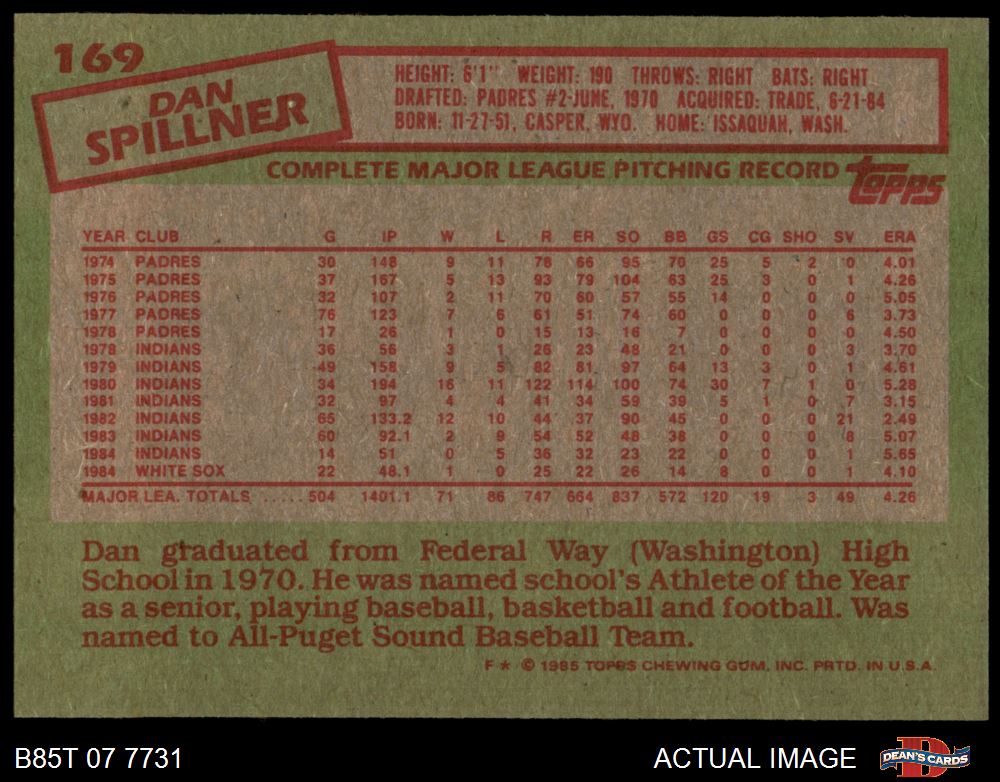 169
DAN
SPILLNER
HEIGHT: 6'1" WEIGHT: 190 THROWS: RIGHT BATS: RIGHT
DRAFTED: PADRES #2-JUNE, 1970 ACQUIRED: TRADE, 6-21-84
BORN: 11-27-51, CASPER, WYO. HOME: ISSAQUAH, WASH.
COMPLETE MAJOR LEAGUE PITCHING RECORD topps
YEAR CLUB G IP W L R ER SO BB GS CG SHO SV ERA
1974 PADRES 30 148 9 11 78 66 95 70 25 5 2 0 4.01
1975 PADRES 37 167 5 13 93 79 104 63 25 3 0 1 4.26
1976 PADRES 32 107 2 11 70 60 57 55 14 0 0 0 5.05
1977 PADRES 76 123 7 6 61 51 74 60 0 0 0 6 3.73
1978 PADRES 17 26 1 0 15 13 16 7 0 0 0 0 4.50
1978 INDIANS 36 56 3 1 26 23 48 21 0 0 0 3 3.70
1979 INDIANS 49 158 9 5 82 81 97 64 13 3 0 1 4.61
1980 INDIANS 34 194 16 11 122 114 100 74 30 7 1 0 5.28
1981 INDIANS 32 97 4 4 41 34 59 39 5 1 0 7 3.15
1982 INDIANS 65 133.2 12 10 44 37 90 45 0 0 0 21 2.49
1983 INDIANS 60 92.1 2 9 54 52 48 38 0 0 0 8 5.07
1984 INDIANS 14 51 0 5 36 32 23 22 8 0 0 1 5.65
1984 WHITE SOX 22 48.1 1 0 25 22 26 14 0 0 0 1 4.10
MAJOR LEA. TOTALS ..... 504 1401.1 71 86 747 664 837 572 120 19 3 49 4.26
Dan graduated from Federal Way (Washington) High
School in 1970. He was named school's Athlete of the Year
as a senior, playing baseball, basketball and football. Was
named to All-Puget Sound Baseball Team.
F* © 1985 TOPPS CHEWING GUM, INC. PRTD. IN U.S.A.
B85T 07 7731 ACTUAL IMAGE DEAN'S CARDS